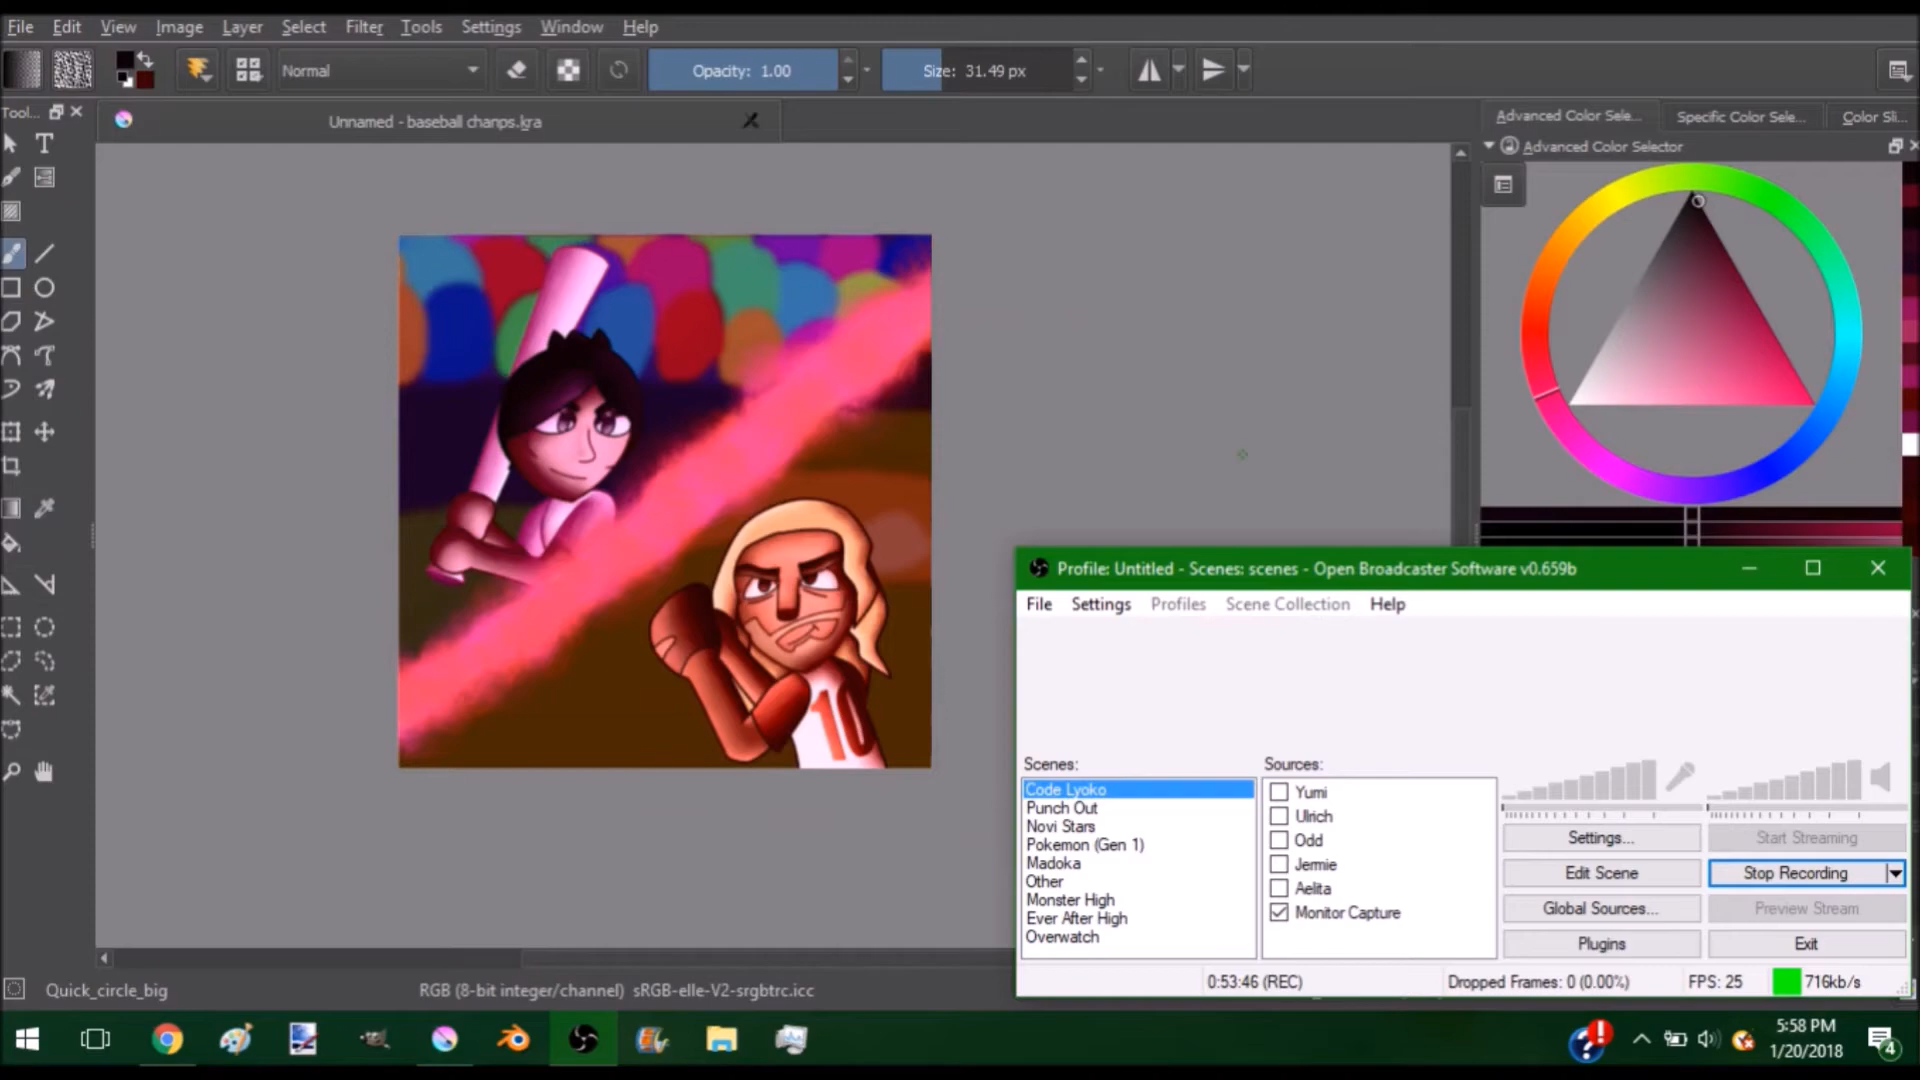 File Edit View Image Layer Select Filter Tools Settings Window Help
Normal Opacity: 1.00 Size: 31.49 px
Tool...
Unnamed - baseball chanps.kra
Advanced Color Sele... Specific Color Sele... Color Sli...
Advanced Color Selector
10
Profile: Untitled - Scenes: scenes - Open Broadcaster Software v0.659b
File Settings Profiles Scene Collection Help
Scenes: Sources:
Code Lyoko
Punch Out
Novi Stars
Pokemon (Gen 1)
Madoka
Other
Monster High
Ever After High
Overwatch
Yumi
Ulrich
Odd
Jermie
Aelita
Monitor Capture
Settings... Start Streaming
Edit Scene Stop Recording
Global Sources... Preview Stream
Plugins Exit
0:53:46 (REC) Dropped Frames: 0 (0.00%) FPS: 25 716kb/s
Quick_circle_big RGB (8-bit integer/channel) sRGB-elle-V2-srgbtrc.icc
5:58 PM
1/20/2018
4